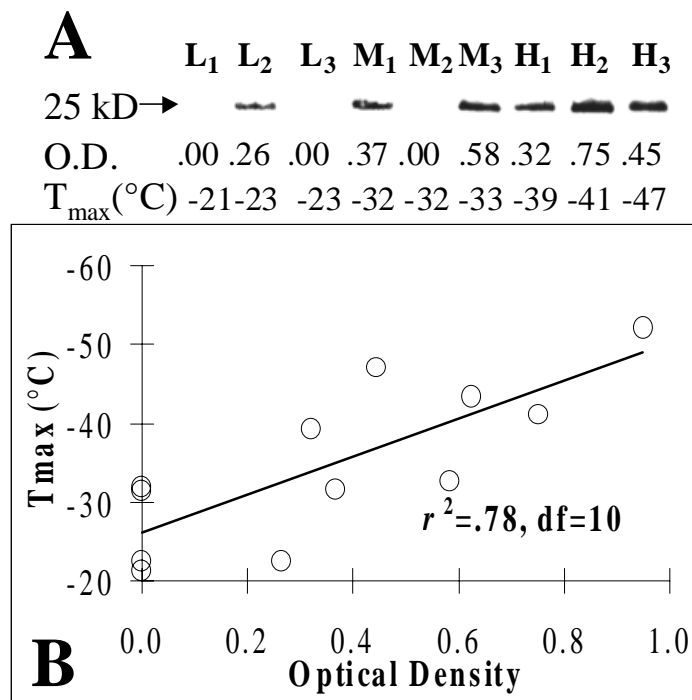 A
L1 L2 L3 M1 M2 M3 H1 H2 H3
25 kD
O.D. .00 .26 .00 .37 .00 .58 .32 .75 .45
Tmax(°C) -21 -23 -23 -32 -32 -33 -39 -41 -47
-60
-50
-40
-30
-20
Tmax (°C)
r²=.78, df=10
0.0 0.2 0.4 0.6 0.8 1.0
Optical Density
B